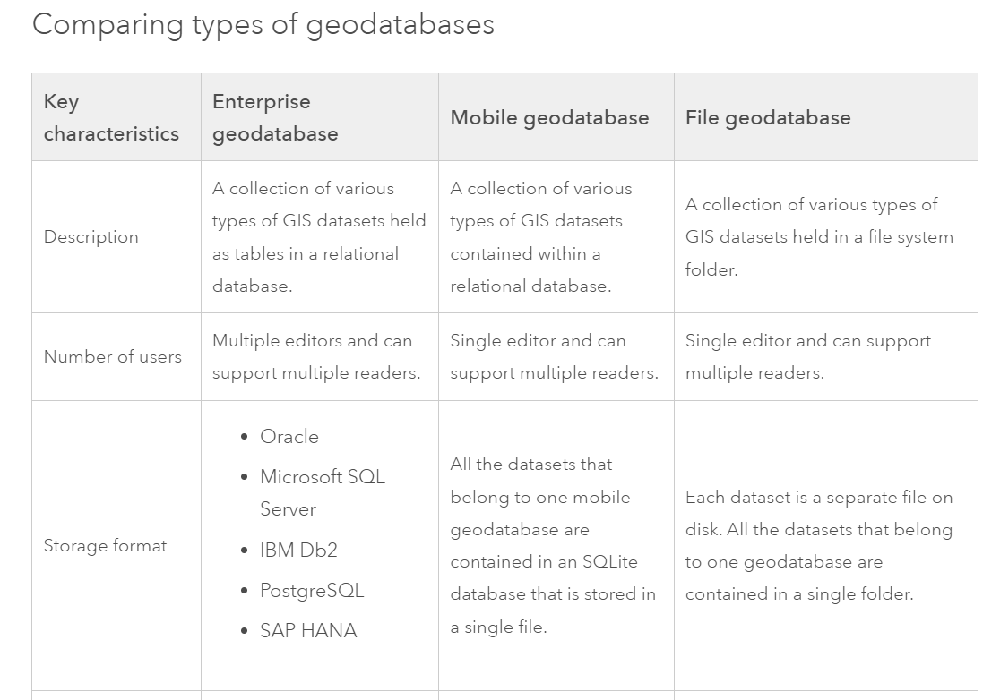 Comparing types of geodatabases
Key
characteristics
Enterprise
geodatabase
Mobile geodatabase
File geodatabase
Description
A collection of various
types of GIS datasets held
as tables in a relational
database.
A collection of various
types of GIS datasets
contained within a
relational database.
A collection of various types of
GIS datasets held in a file system
folder.
Number of users
Multiple editors and can
support multiple readers.
Single editor and can
support multiple readers.
Single editor and can support
multiple readers.
Storage format
• Oracle
• Microsoft SQL
Server
• IBM Db2
• PostgreSQL
• SAP HANA
All the datasets that
belong to one mobile
geodatabase are
contained in an SQLite
database that is stored in
a single file.
Each dataset is a separate file on
disk. All the datasets that belong
to one geodatabase are
contained in a single folder.